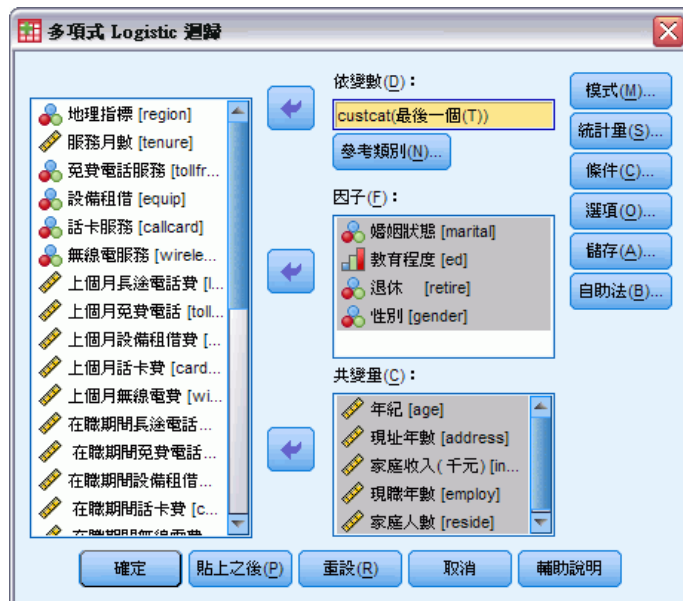 多項式 Logistic 迴歸
地理指標 [region]
服務月數 [tenure]
免費電話服務 [tollfr...
設備租借 [equip]
話卡服務 [callcard]
無線電服務 [wirele...
上個月長途電話費 [l...
上個月免費電話 [toll...
上個月設備租借費 [...
上個月話卡費 [card...
上個月無線電費 [wi...
在職期間長途電話...
在職期間免費電話...
在職期間設備租借...
在職期間話卡費 [c...
在職期間無線電費
依變數(D)：
custcat(最後一個(T))
參考類別(N)...
因子(F)：
婚姻狀態 [marital]
教育程度 [ed]
退休 [retire]
性別 [gender]
共變量(C)：
年紀 [age]
現址年數 [address]
家庭收入(千元) [in...
現職年數 [employ]
家庭人數 [reside]
模式(M)...
統計量(S)...
條件(C)...
選項(O)...
儲存(A)...
自助法(B)...
確定
貼上之後(P)
重設(R)
取消
輔助說明